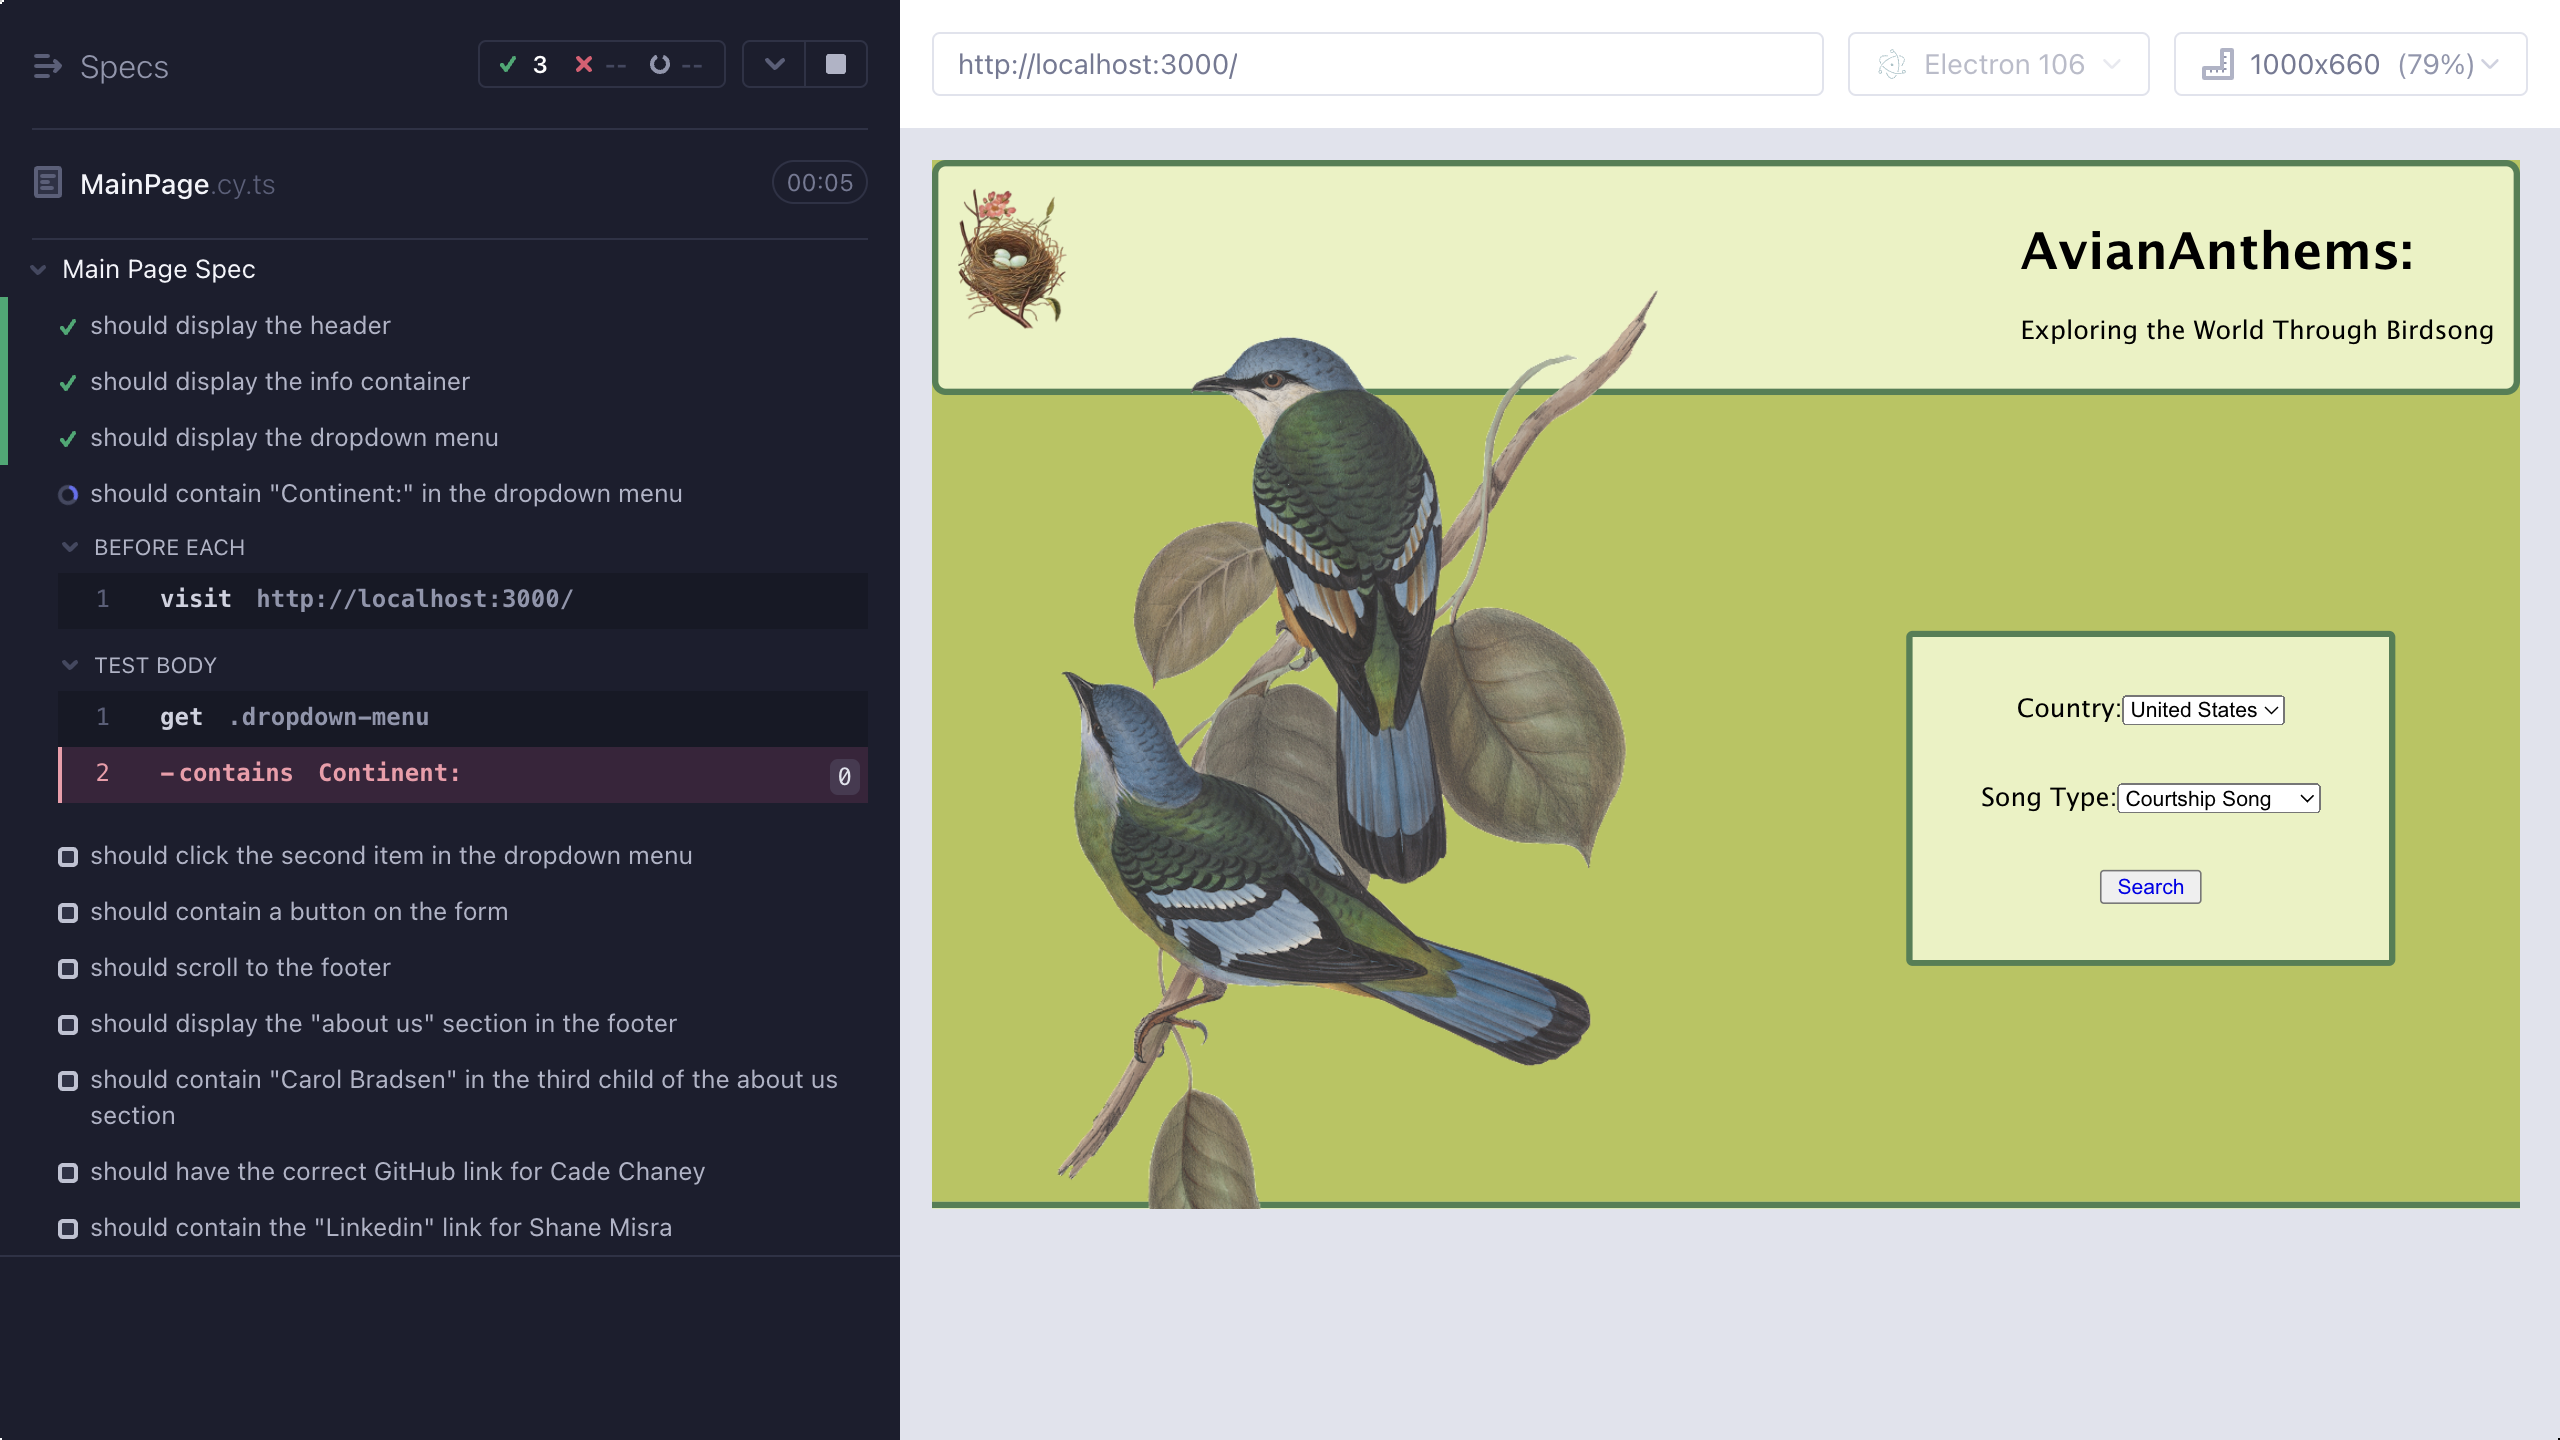 Specs
3 -- --
MainPage.cy.ts 00:05
Main Page Spec
should display the header
should display the info container
should display the dropdown menu
should contain "Continent:" in the dropdown menu
BEFORE EACH
1 visit http://localhost:3000/
TEST BODY
1 get .dropdown-menu
2 -contains Continent: 0
should click the second item in the dropdown menu
should contain a button on the form
should scroll to the footer
should display the "about us" section in the footer
should contain "Carol Bradsen" in the third child of the about us
section
should have the correct GitHub link for Cade Chaney
should contain the "Linkedin" link for Shane Misra
http://localhost:3000/ Electron 106 1000x660 (79%)
AvianAnthems:
Exploring the World Through Birdsong
Country: United States
Song Type: Courtship Song
Search